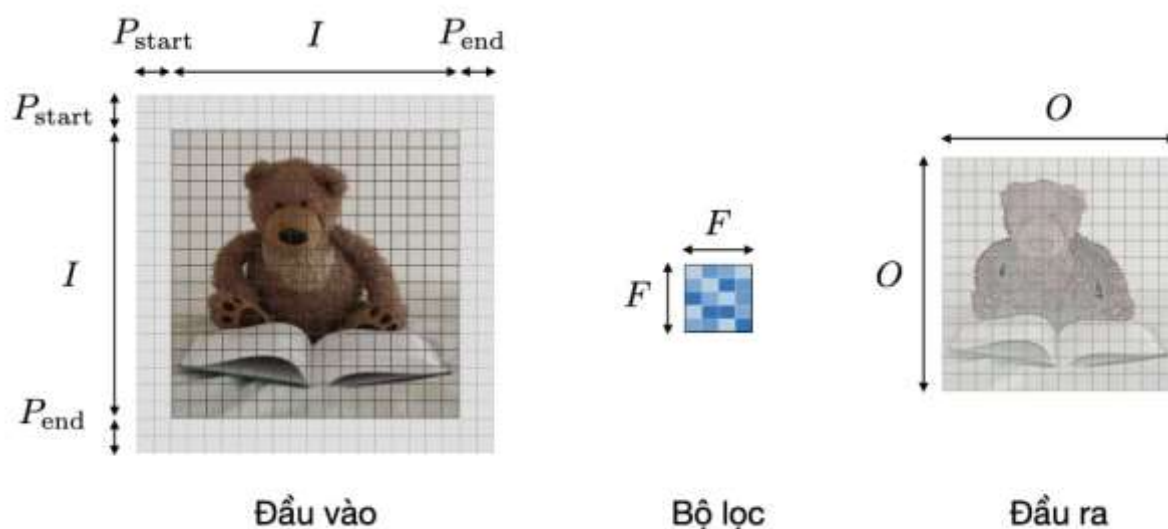 P_start I P_end
P_start
I
P_end
F
F
O
O
Đầu vào Bộ lọc Đầu ra